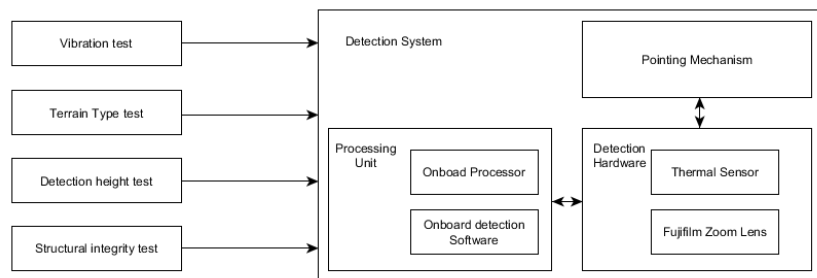 Vibration test
Terrain Type test
Detection height test
Structural integrity test
Detection System
Pointing Mechanism
Processing
Unit
Onboad Processor
Onboard detection
Software
Detection
Hardware
Thermal Sensor
Fujifilm Zoom Lens